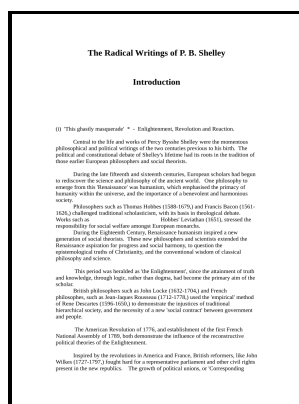 The Radical Writings of P. B. Shelley
Introduction
(i) 'This ghastly masquerade' * - Enlightenment, Revolution and Reaction.
Central to the life and works of Percy Bysshe Shelley were the momentous
philosophical and political writings of the two centuries previous to his birth. The
political and constitutional debate of Shelley's lifetime had its roots in the tradition of
those earlier European philosophers and social theorists.
During the late fifteenth and sixteenth centuries, European scholars had begun
to rediscover the science and philosophy of the ancient world. One philosophy to
emerge from this 'Renaissance' was humanism, which emphasised the primacy of
humanity within the universe, and the importance of a benevolent and harmonious
society.
Philosophers such as Thomas Hobbes (1588-1679,) and Francis Bacon (1561-
1626,) challenged traditional scholasticism, with its basis in theological debate.
Works such as Hobbes' Leviathan (1651), stressed the
responsibility for social welfare amongst European monarchs.
During the Eighteenth Century, Renaissance humanism inspired a new
generation of social theorists. These new philosophers and scientists extended the
Renaissance aspiration for progress and social harmony, to question the
epistemological truths of Christianity, and the conventional wisdom of classical
philosophy and science.
This period was heralded as 'the Enlightenment', since the attainment of truth
and knowledge, through logic, rather than dogma, had become the primary aim of the
scholar.
British philosophers such as John Locke (1632-1704,) and French
philosophes, such as Jean-Jaques Rousseau (1712-1778,) used the 'empirical' method
of Rene Descartes (1596-1650,) to demonstrate the injustices of traditional
hierarchical society, and the necessity of a new 'social contract' between government
and people.
The American Revolution of 1776, and establishment of the first French
National Assembly of 1789, both demonstrate the influence of the reconstructive
political theories of the Enlightenment.
Inspired by the revolutions in America and France, British reformers, like John
Wilkes (1727-1797,) fought hard for a representative parliament and other civil rights
present in the new republics. The growth of political unions, or 'Corresponding